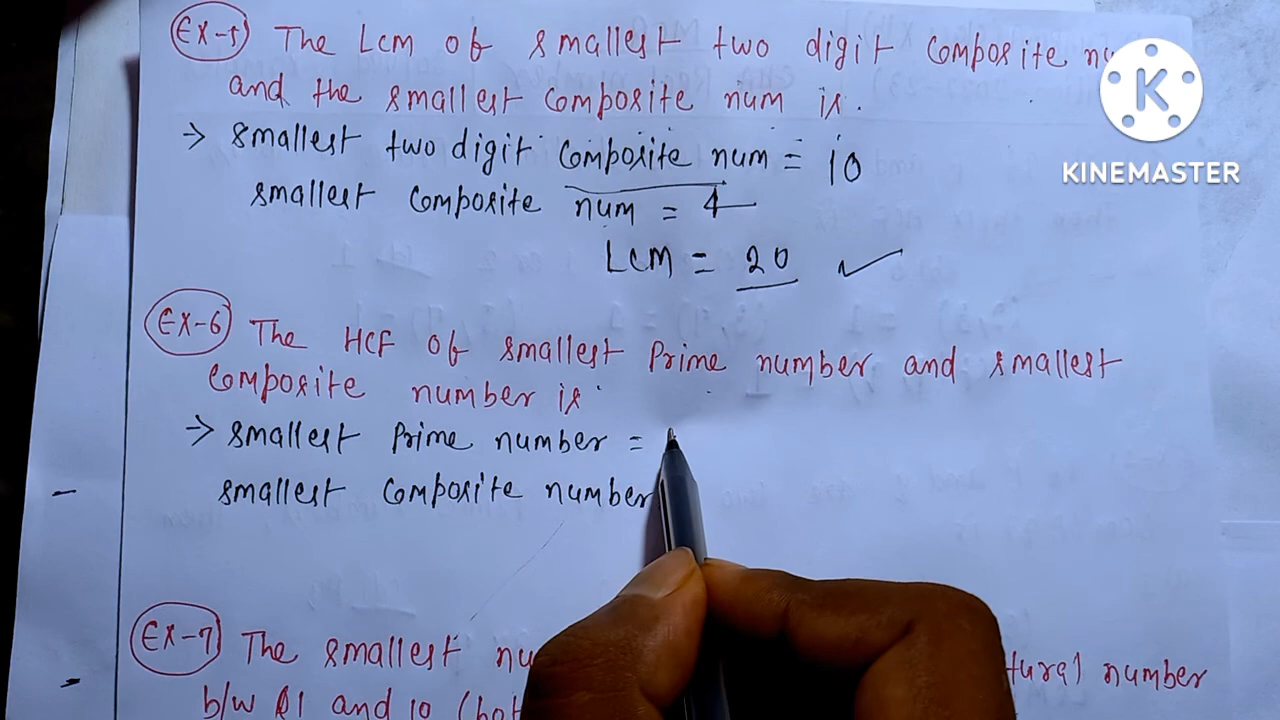 Ex-5 The Lcm of smallest two digit composite nu
and the smallest composite num is.
→ smallest two digit composite num = 10
smallest composite num = 4
Lcm = 20 ✓
Ex-6 The HCF of smallest Prime number and smallest
composite number is
→ smallest Prime number =
smallest composite number
Ex-7 The smallest nu tural number
b/w 1 and 10 (bot
K
KINEMASTER